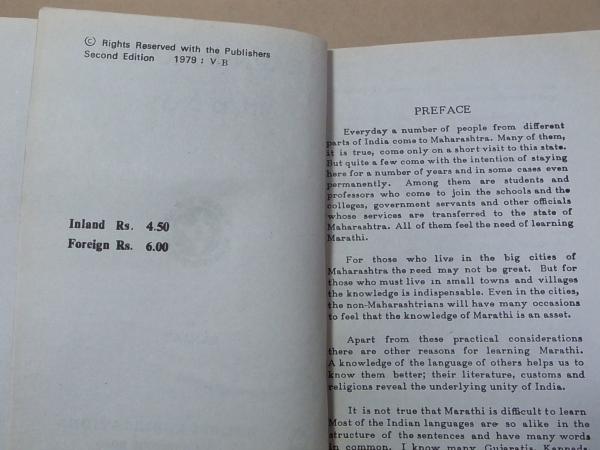 © Rights Reserved with the Publishers
Second Edition 1979 : V-B
Inland Rs. 4.50
Foreign Rs. 6.00
PREFACE
Everyday a number of people from different
parts of India come to Maharashtra. Many of them,
it is true, come only on a short visit to this state.
But quite a few come with the intention of staying
here for a number of years and in some cases even
permanently. Among them are students and
professors who come to join the schools and the
colleges, government servants and other officials
whose services are transferred to the state of
Maharashtra. All of them feel the need of learning
Marathi.
For those who live in the big cities of
Maharashtra the need may not be great. But for
those who must live in small towns and villages
the knowledge is indispensable. Even in the cities,
the non-Maharashtrians will have many occasions
to feel that the knowledge of Marathi is an asset.
Apart from these practical considerations
there are other reasons for learning Marathi.
A knowledge of the language of others helps us to
know them better; their literature, customs and
religions reveal the underlying unity of India.
It is not true that Marathi is difficult to learn
Most of the Indian languages are so alike in the
structure of the sentences and have many words
in common. I know many Gujaratis, Kannada